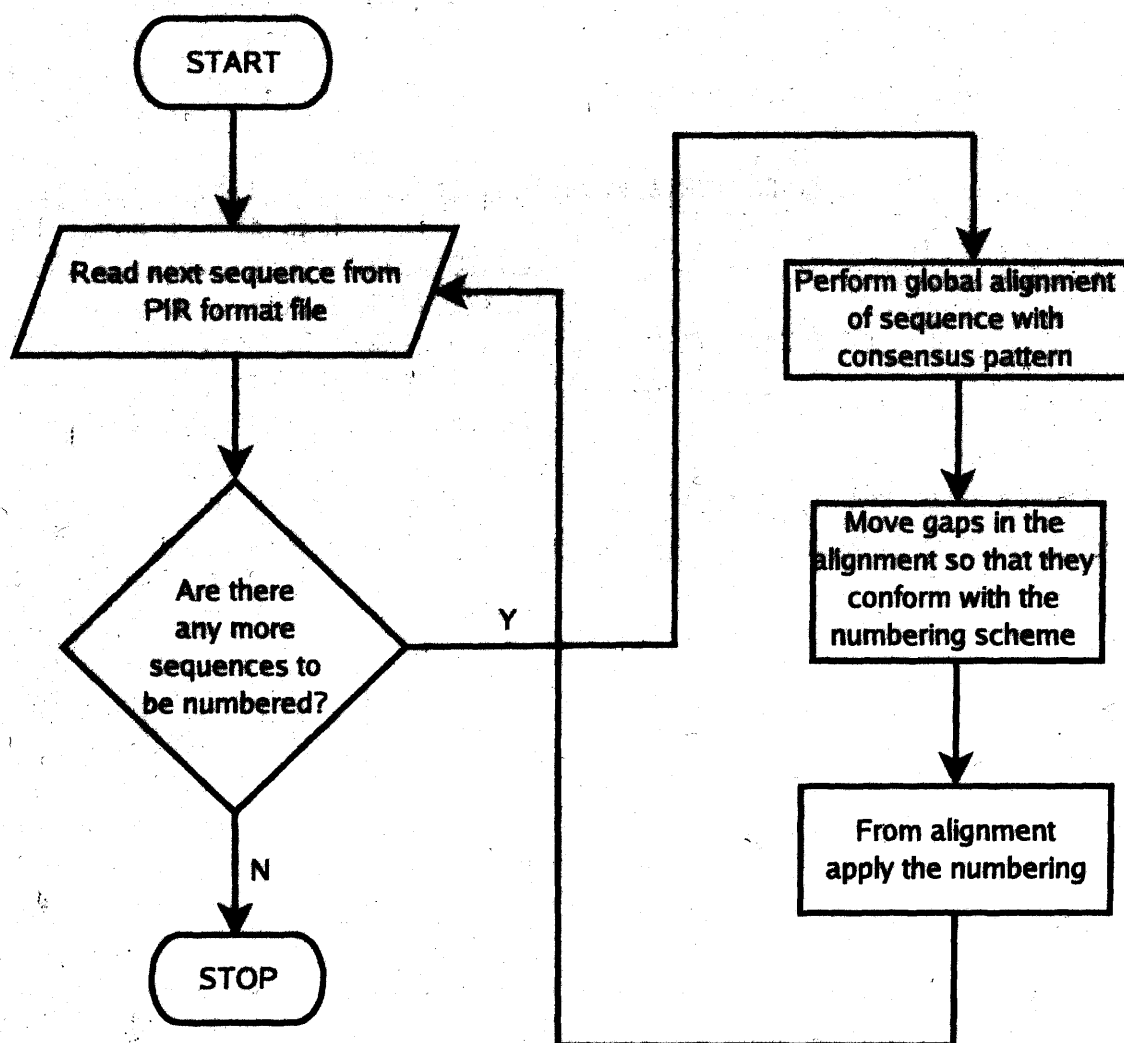 START
Read next sequence from
PIR format file
Are there
any more
sequences to
be numbered?
Y
N
STOP
Perform global alignment
of sequence with
consensus pattern
Move gaps in the
alignment so that they
conform with the
numbering scheme
From alignment
apply the numbering